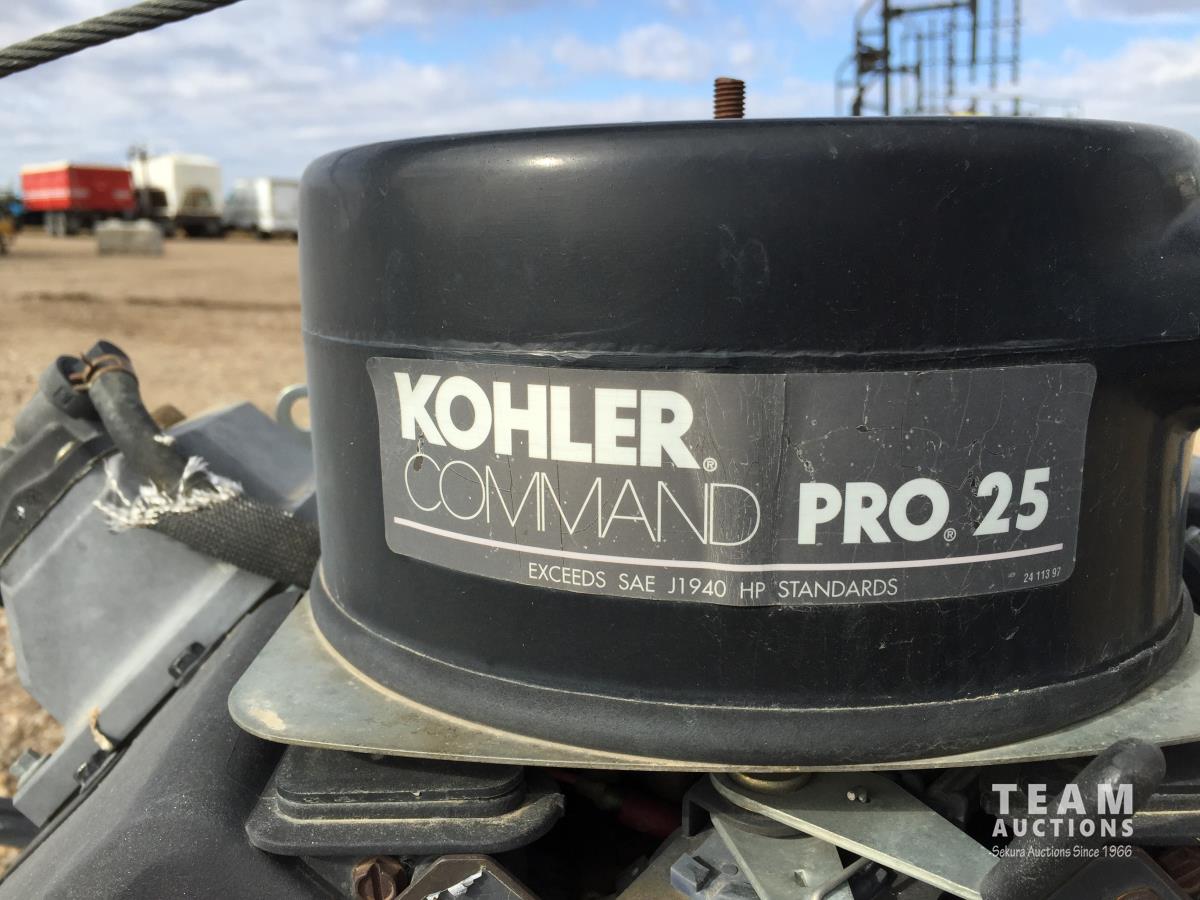 KOHLER®
COMMAND PRO® 25
EXCEEDS SAE J1940 HP STANDARDS
24 113 97
TEAM
AUCTIONS
-Sekura Auctions Since 1966